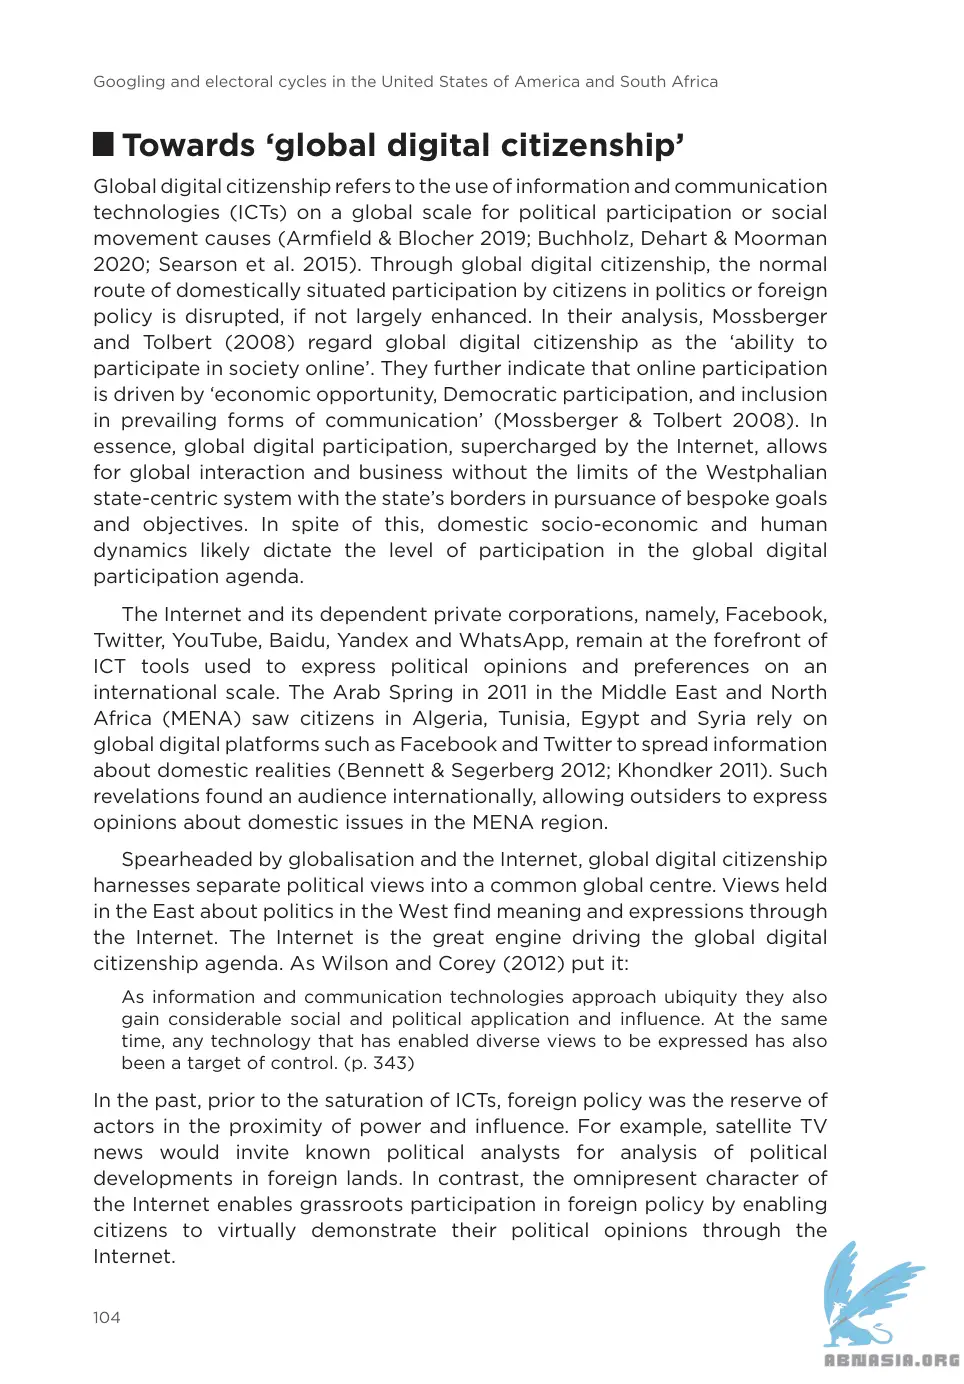 Googling and electoral cycles in the United States of America and South Africa
Towards ‘global digital citizenship’
Global digital citizenship refers to the use of information and communication
technologies (ICTs) on a global scale for political participation or social
movement causes (Armfield & Blocher 2019; Buchholz, Dehart & Moorman
2020; Searson et al. 2015). Through global digital citizenship, the normal
route of domestically situated participation by citizens in politics or foreign
policy is disrupted, if not largely enhanced. In their analysis, Mossberger
and Tolbert (2008) regard global digital citizenship as the ‘ability to
participate in society online’. They further indicate that online participation
is driven by ‘economic opportunity, Democratic participation, and inclusion
in prevailing forms of communication’ (Mossberger & Tolbert 2008). In
essence, global digital participation, supercharged by the Internet, allows
for global interaction and business without the limits of the Westphalian
state-centric system with the state’s borders in pursuance of bespoke goals
and objectives. In spite of this, domestic socio-economic and human
dynamics likely dictate the level of participation in the global digital
participation agenda.
The Internet and its dependent private corporations, namely, Facebook,
Twitter, YouTube, Baidu, Yandex and WhatsApp, remain at the forefront of
ICT tools used to express political opinions and preferences on an
international scale. The Arab Spring in 2011 in the Middle East and North
Africa (MENA) saw citizens in Algeria, Tunisia, Egypt and Syria rely on
global digital platforms such as Facebook and Twitter to spread information
about domestic realities (Bennett & Segerberg 2012; Khondker 2011). Such
revelations found an audience internationally, allowing outsiders to express
opinions about domestic issues in the MENA region.
Spearheaded by globalisation and the Internet, global digital citizenship
harnesses separate political views into a common global centre. Views held
in the East about politics in the West find meaning and expressions through
the Internet. The Internet is the great engine driving the global digital
citizenship agenda. As Wilson and Corey (2012) put it:
As information and communication technologies approach ubiquity they also
gain considerable social and political application and influence. At the same
time, any technology that has enabled diverse views to be expressed has also
been a target of control. (p. 343)
In the past, prior to the saturation of ICTs, foreign policy was the reserve of
actors in the proximity of power and influence. For example, satellite TV
news would invite known political analysts for analysis of political
developments in foreign lands. In contrast, the omnipresent character of
the Internet enables grassroots participation in foreign policy by enabling
citizens to virtually demonstrate their political opinions through the
Internet.
104
ABNASIA.ORG